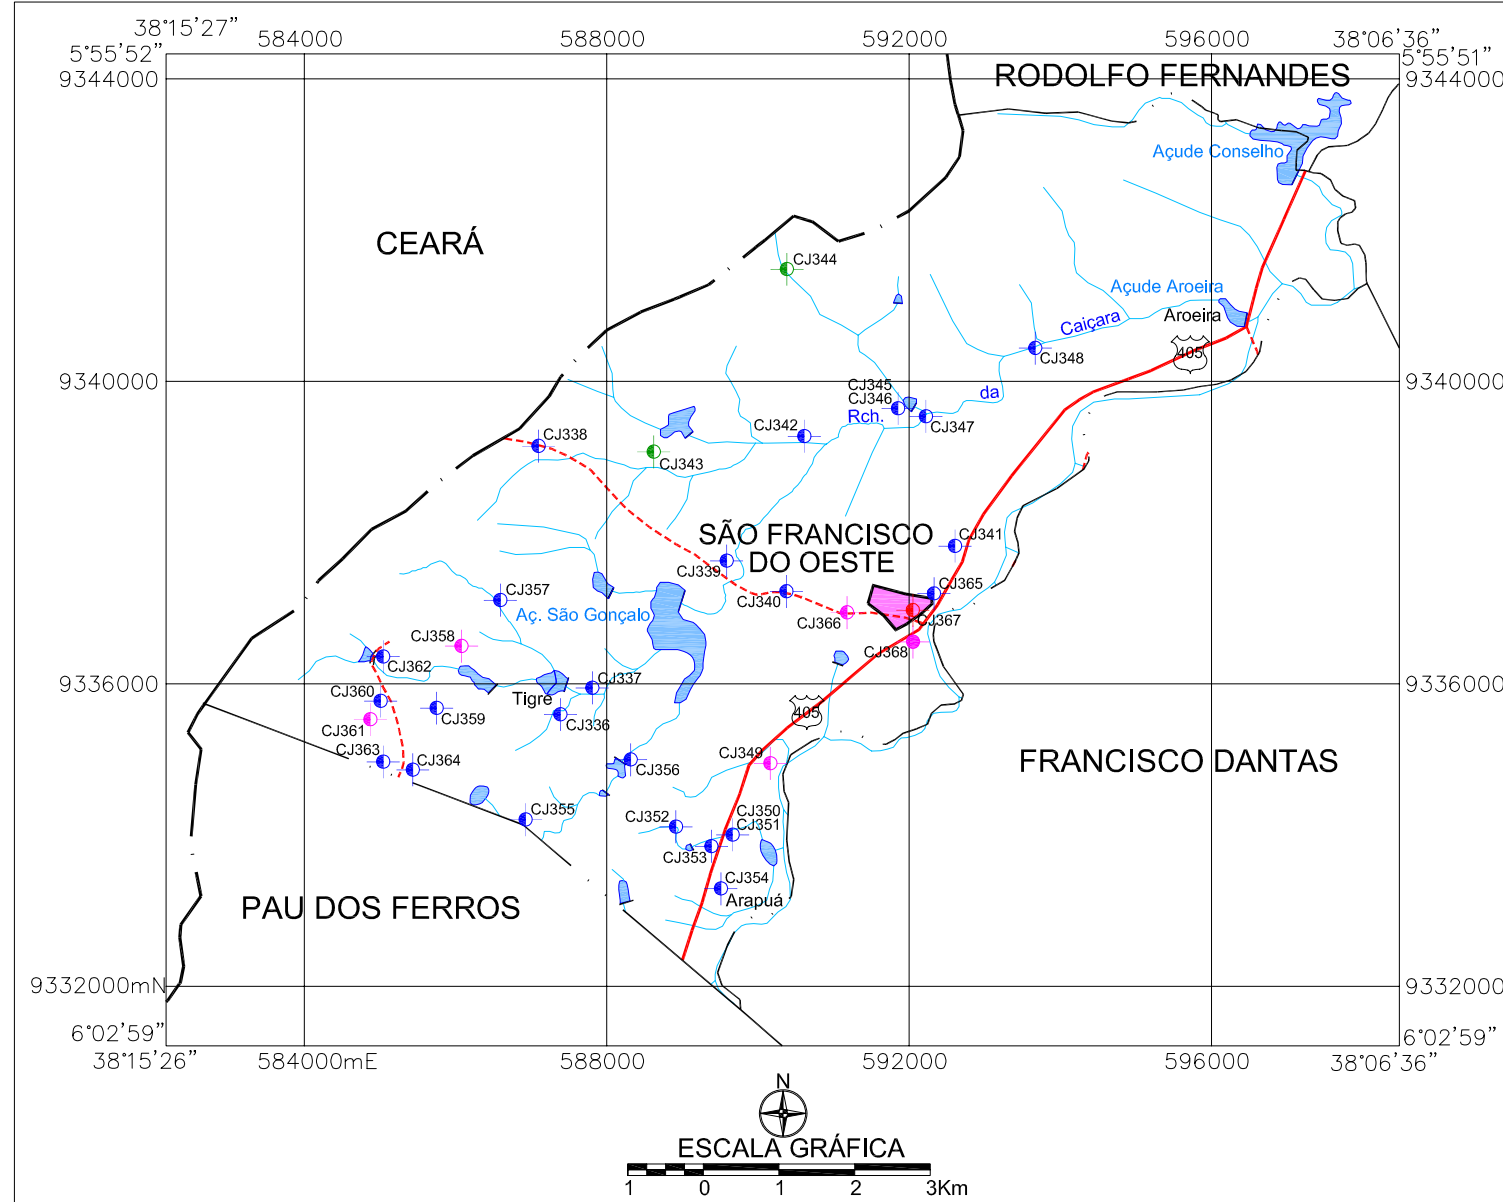 38°15'27”
584000
588000
592000
596000
38°06'36”
5°55'52”
5°55'51”
9344000
RODOLFO FERNANDES
9344000
Açude Conselho
CEARÁ
CJ344
Açude Aroeira
Aroeira
Caiçara
405
CJ348
9340000
CJ345
CJ346
da
9340000
Rch.
CJ347
CJ342
CJ338
CJ343
SÃO FRANCISCO
DO OESTE
CJ341
CJ339
CJ357
CJ340
CJ365
Aç. São Gonçalo
CJ366
CJ367
CJ358
CJ368
CJ362
9336000
CJ337
9336000
CJ360
Tigre
CJ359
CJ336
405
CJ361
CJ363
CJ364
CJ356
CJ349
FRANCISCO DANTAS
CJ355
CJ352
CJ350
CJ351
CJ353
CJ354
Arapuá
PAU DOS FERROS
9332000mN
9332000
6°02'59”
6°02'59”
38°15'26”
584000mE
588000
592000
596000
38°06'36”
N
ESCALA GRÁFICA
1 0 1 2 3Km